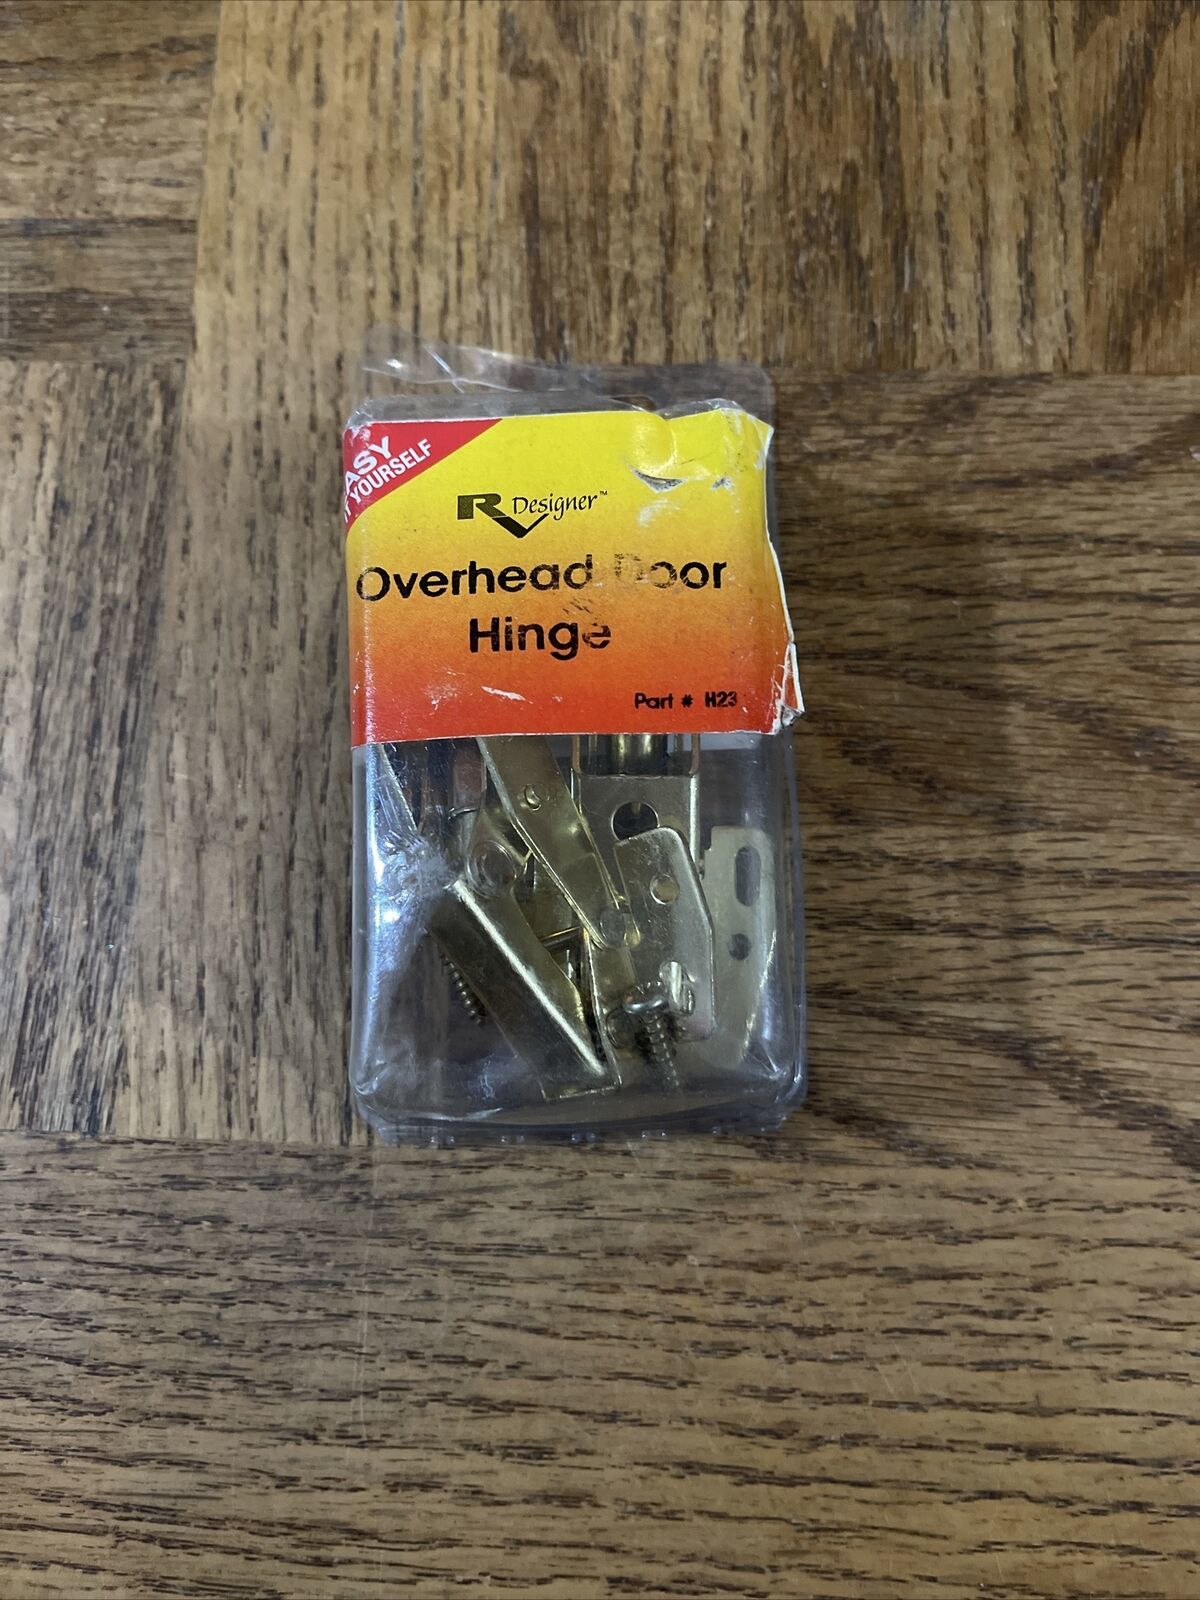 ASY
T YOURSELF
RV Designer™
Overhead Door
Hinge
Part # H23